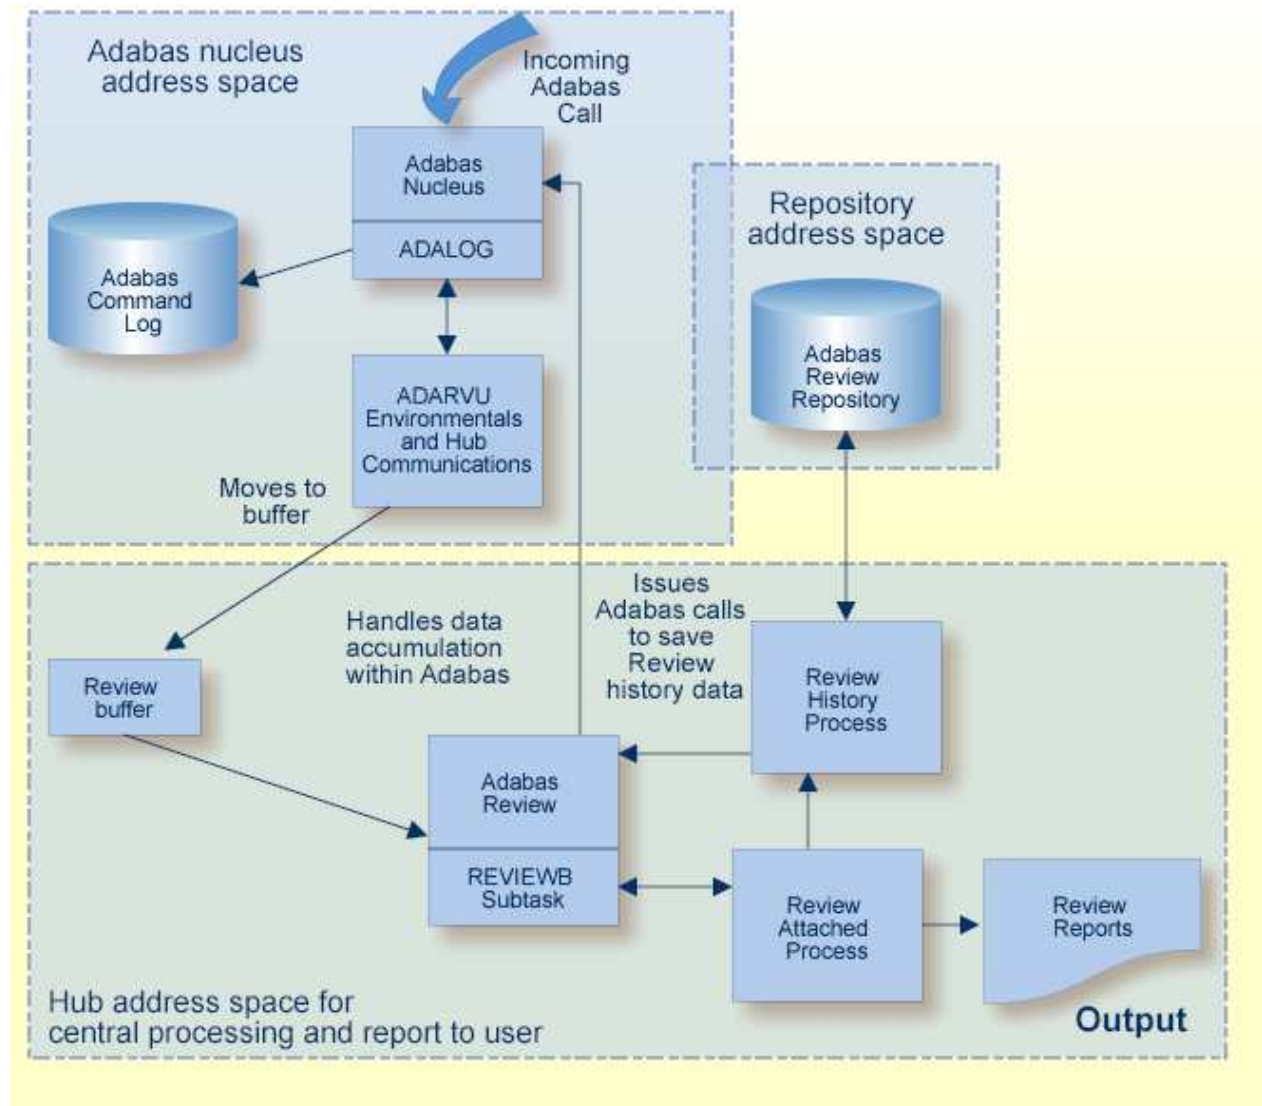 Adabas nucleus
address space
Incoming
Adabas
Call
Adabas
Nucleus
ADALOG
Adabas
Command
Log
ADARVU
Environmentals
and Hub
Communications
Moves to
buffer
Repository
address space
Adabas
Review
Repository
Issues
Adabas calls
to save
Review
history data
Handles data
accumulation
within Adabas
Review
buffer
Review
History
Process
Adabas
Review
REVIEWB
Subtask
Review
Attached
Process
Review
Reports
Output
Hub address space for
central processing and report to user